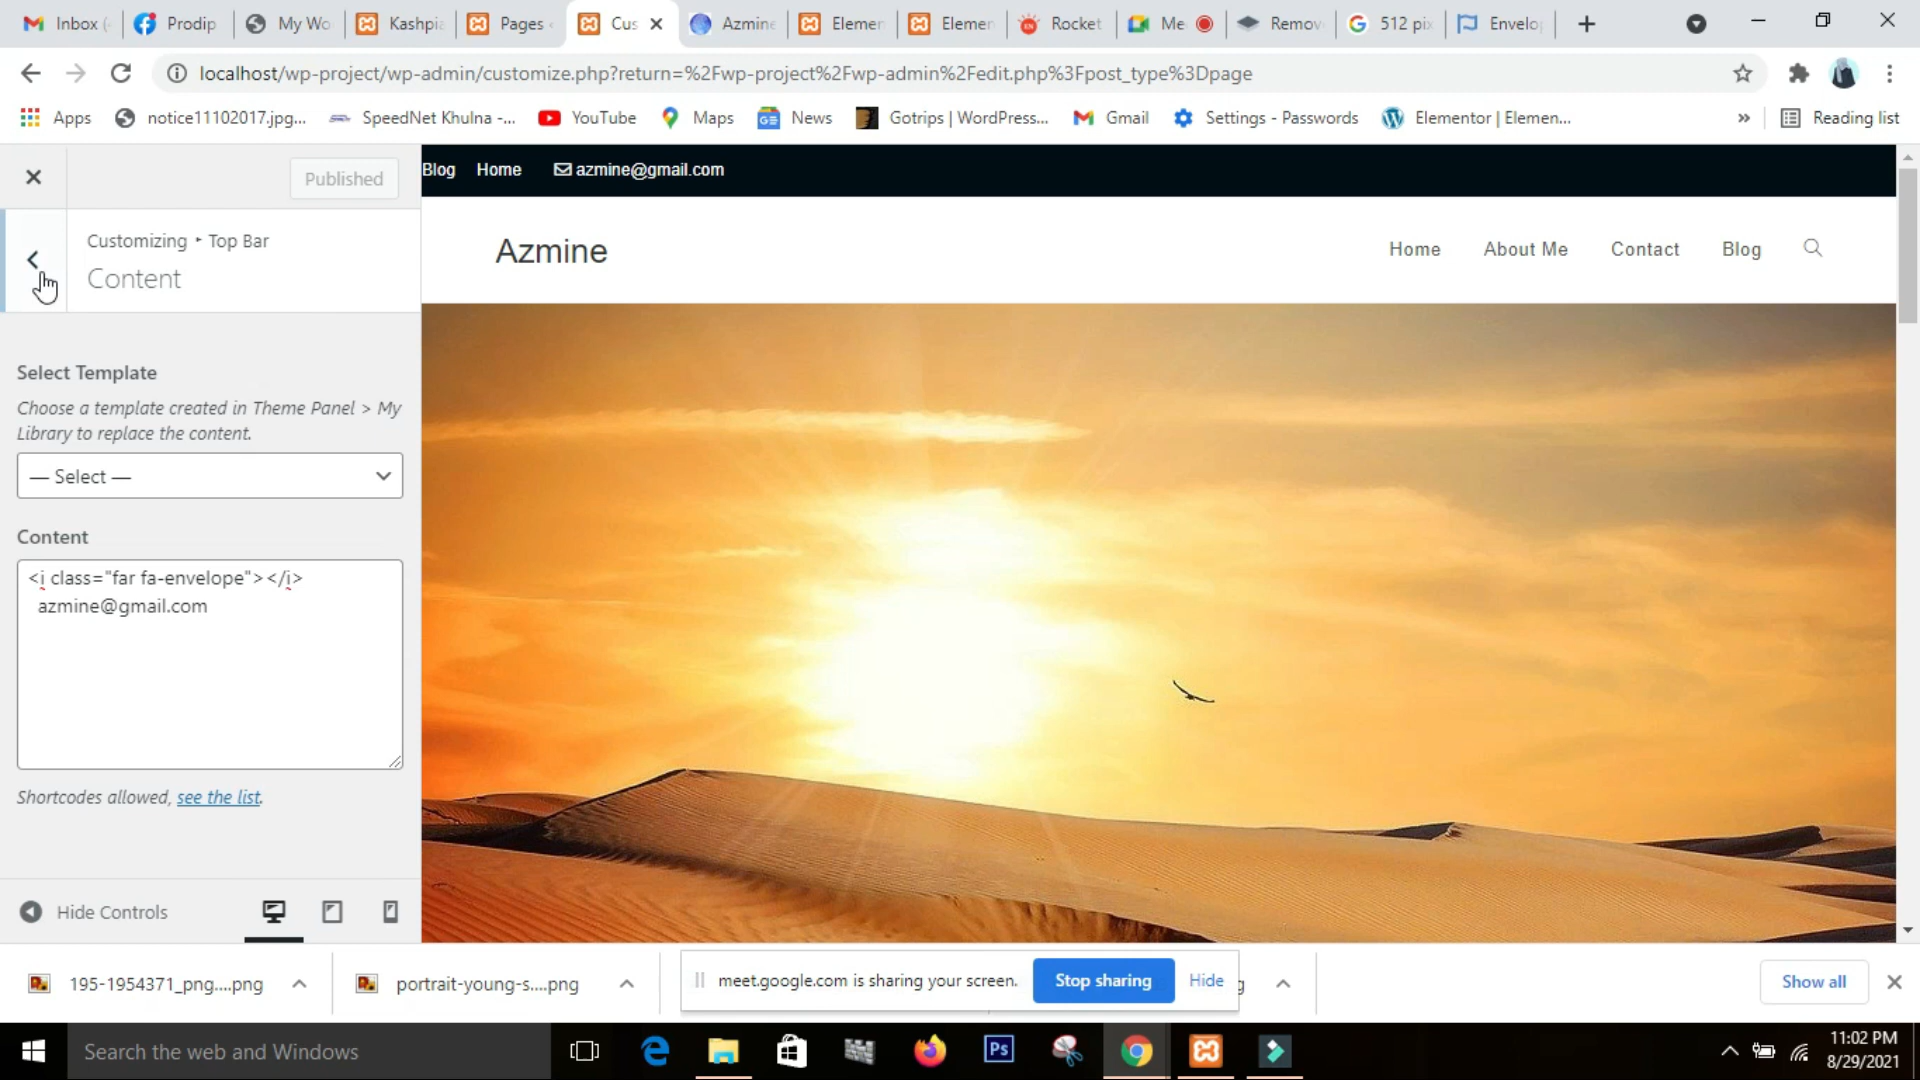 Inbox (
Prodip
My Wo
Kashpia
Pages
Cus
Azmine
Elemen
Elemen
Rocket
Me
Remov
512 pi
Envelo
localhost/wp-project/wp-admin/customize.php?return=%2Fwp-project%2Fwp-admin%2Fedit.php%3Fpost_type%3Dpage
Apps
notice11102017.jpg...
SpeedNet Khulna -...
YouTube
Maps
News
Gotrips | WordPress...
Gmail
Settings - Passwords
Elementor | Elemen...
Reading list
Published
Customizing ▸ Top Bar
Content
Select Template
Choose a template created in Theme Panel > My
Library to replace the content.
— Select —
Content
<i class="far fa-envelope"></i>
azmine@gmail.com
Shortcodes allowed, see the list.
Hide Controls
Blog
Home
azmine@gmail.com
Azmine
Home
About Me
Contact
Blog
195-1954371_png....png
portrait-young-s....png
meet.google.com is sharing your screen.
Stop sharing
Hide
Show all
Search the web and Windows
Ps
11:02 PM
8/29/2021